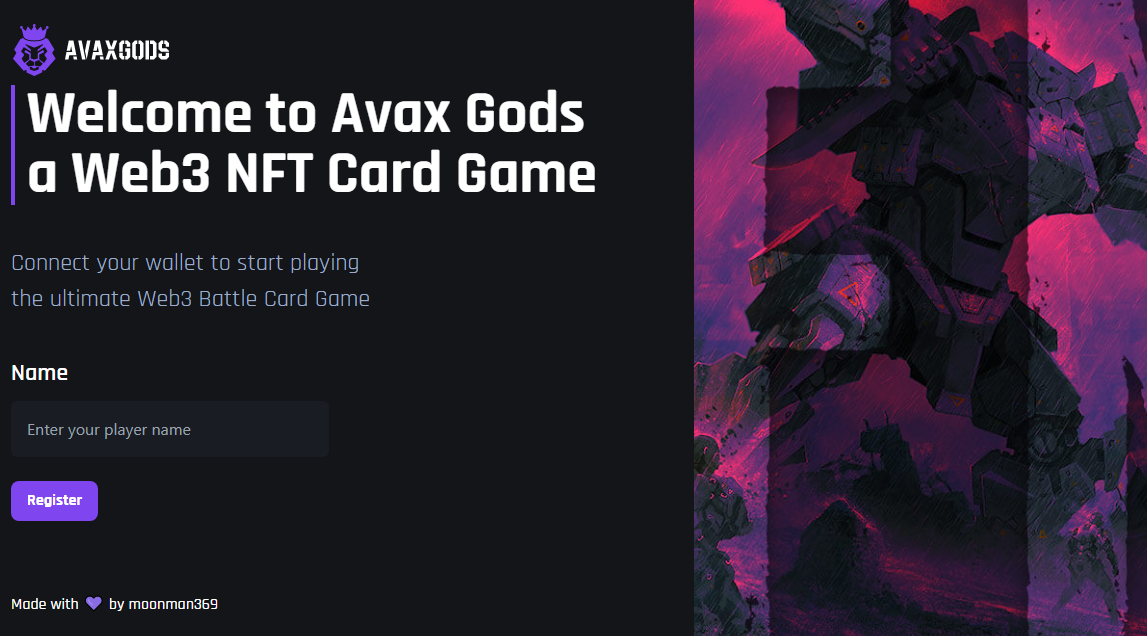 AVAXGODS
Welcome to Avax Gods
a Web3 NFT Card Game
Connect your wallet to start playing
the ultimate Web3 Battle Card Game
Name
Enter your player name
Register
Made with 💜 by moonman369